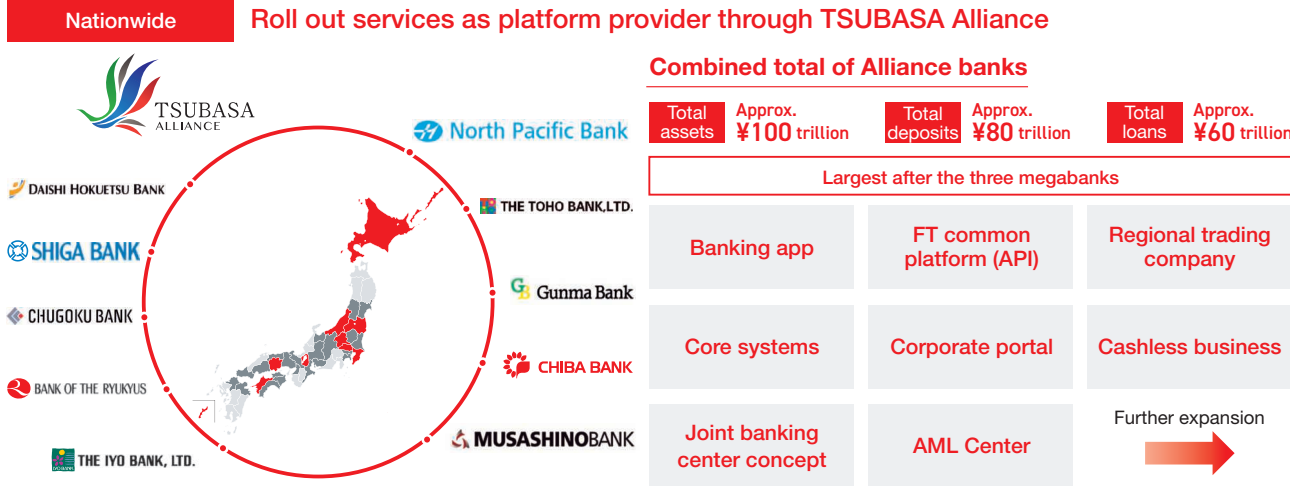 Nationwide
Roll out services as platform provider through TSUBASA Alliance
TSUBASA
ALLIANCE
North Pacific Bank
DAISHI HOKUETSU BANK
THE TOHO BANK,LTD.
SHIGA BANK
GB Gunma Bank
CHUGOKU BANK
CHIBA BANK
BANK OF THE RYUKYUS
MUSASHINOBANK
IYO BANK
THE IYO BANK, LTD.
Combined total of Alliance banks
Total
assets
Approx.
¥100 trillion
Total
deposits
Approx.
¥80 trillion
Total
loans
Approx.
¥60 trillion
Largest after the three megabanks
Banking app
FT common
platform (API)
Regional trading
company
Core systems
Corporate portal
Cashless business
Joint banking
center concept
AML Center
Further expansion